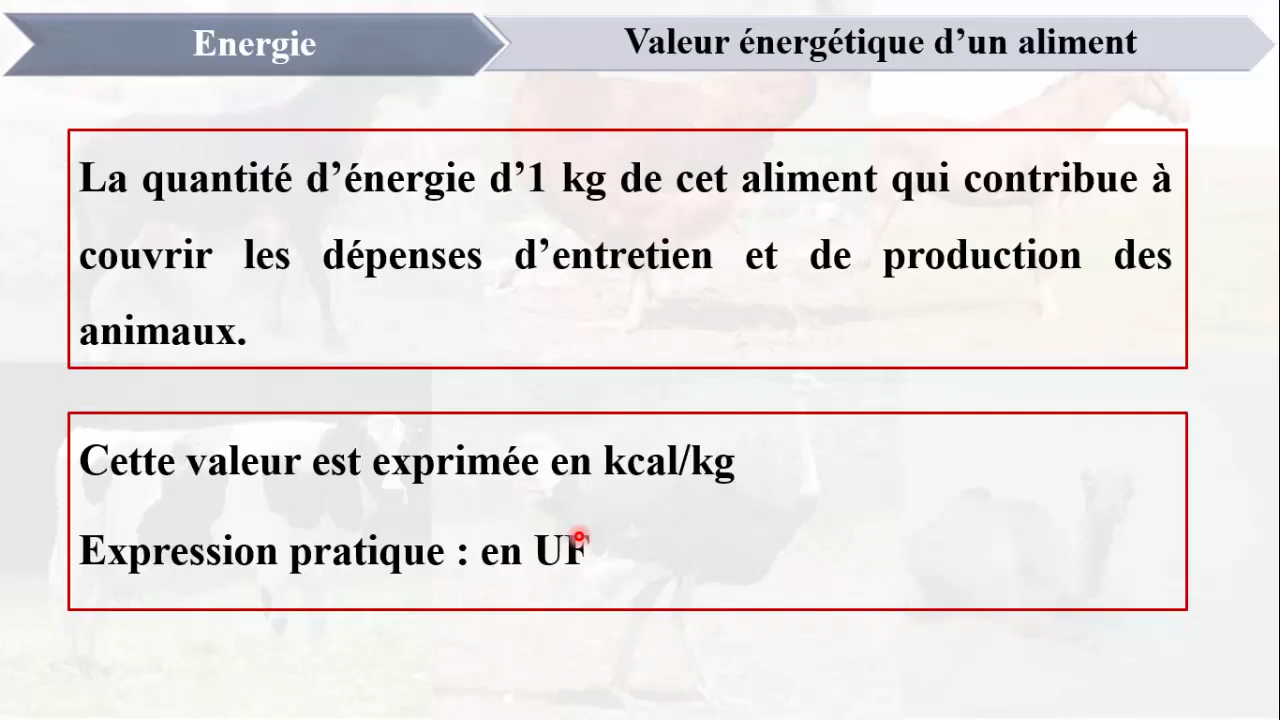 Energie
Valeur énergétique d’un aliment
La quantité d’énergie d’1 kg de cet aliment qui contribue à
couvrir les dépenses d’entretien et de production des
animaux.
Cette valeur est exprimée en kcal/kg
Expression pratique : en UF